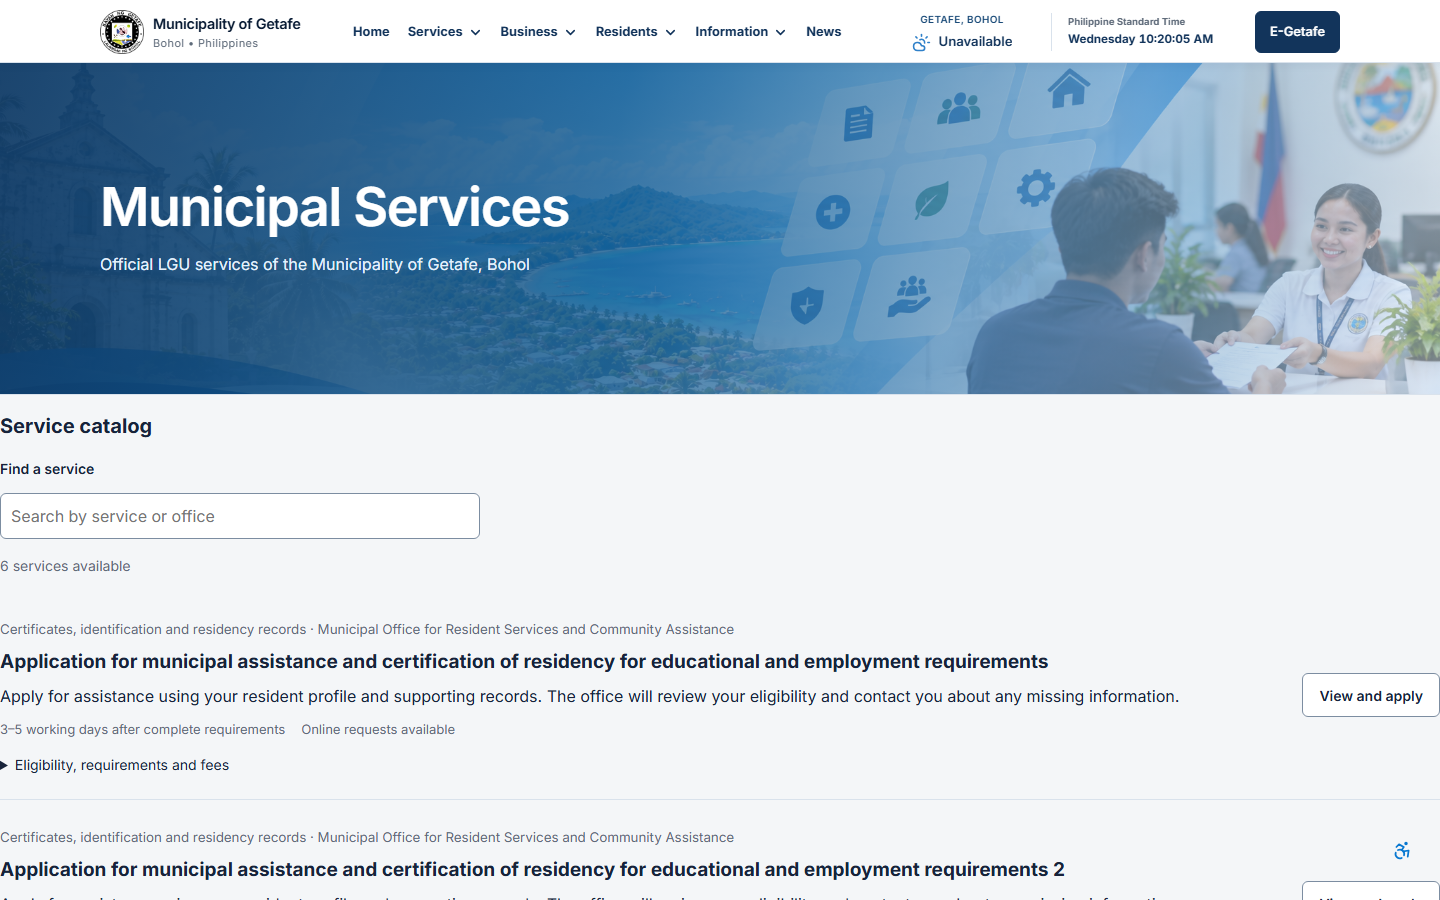 Municipality of Getafe
Bohol • Philippines
Home
Services
Business
Residents
Information
News
GETAFE, BOHOL
Unavailable
Philippine Standard Time
Wednesday 10:20:05 AM
E-Getafe
Municipal Services
Official LGU services of the Municipality of Getafe, Bohol
Service catalog
Find a service
Search by service or office
6 services available
Certificates, identification and residency records · Municipal Office for Resident Services and Community Assistance
Application for municipal assistance and certification of residency for educational and employment requirements
Apply for assistance using your resident profile and supporting records. The office will review your eligibility and contact you about any missing information.
View and apply
3–5 working days after complete requirements
Online requests available
Eligibility, requirements and fees
Certificates, identification and residency records · Municipal Office for Resident Services and Community Assistance
Application for municipal assistance and certification of residency for educational and employment requirements 2